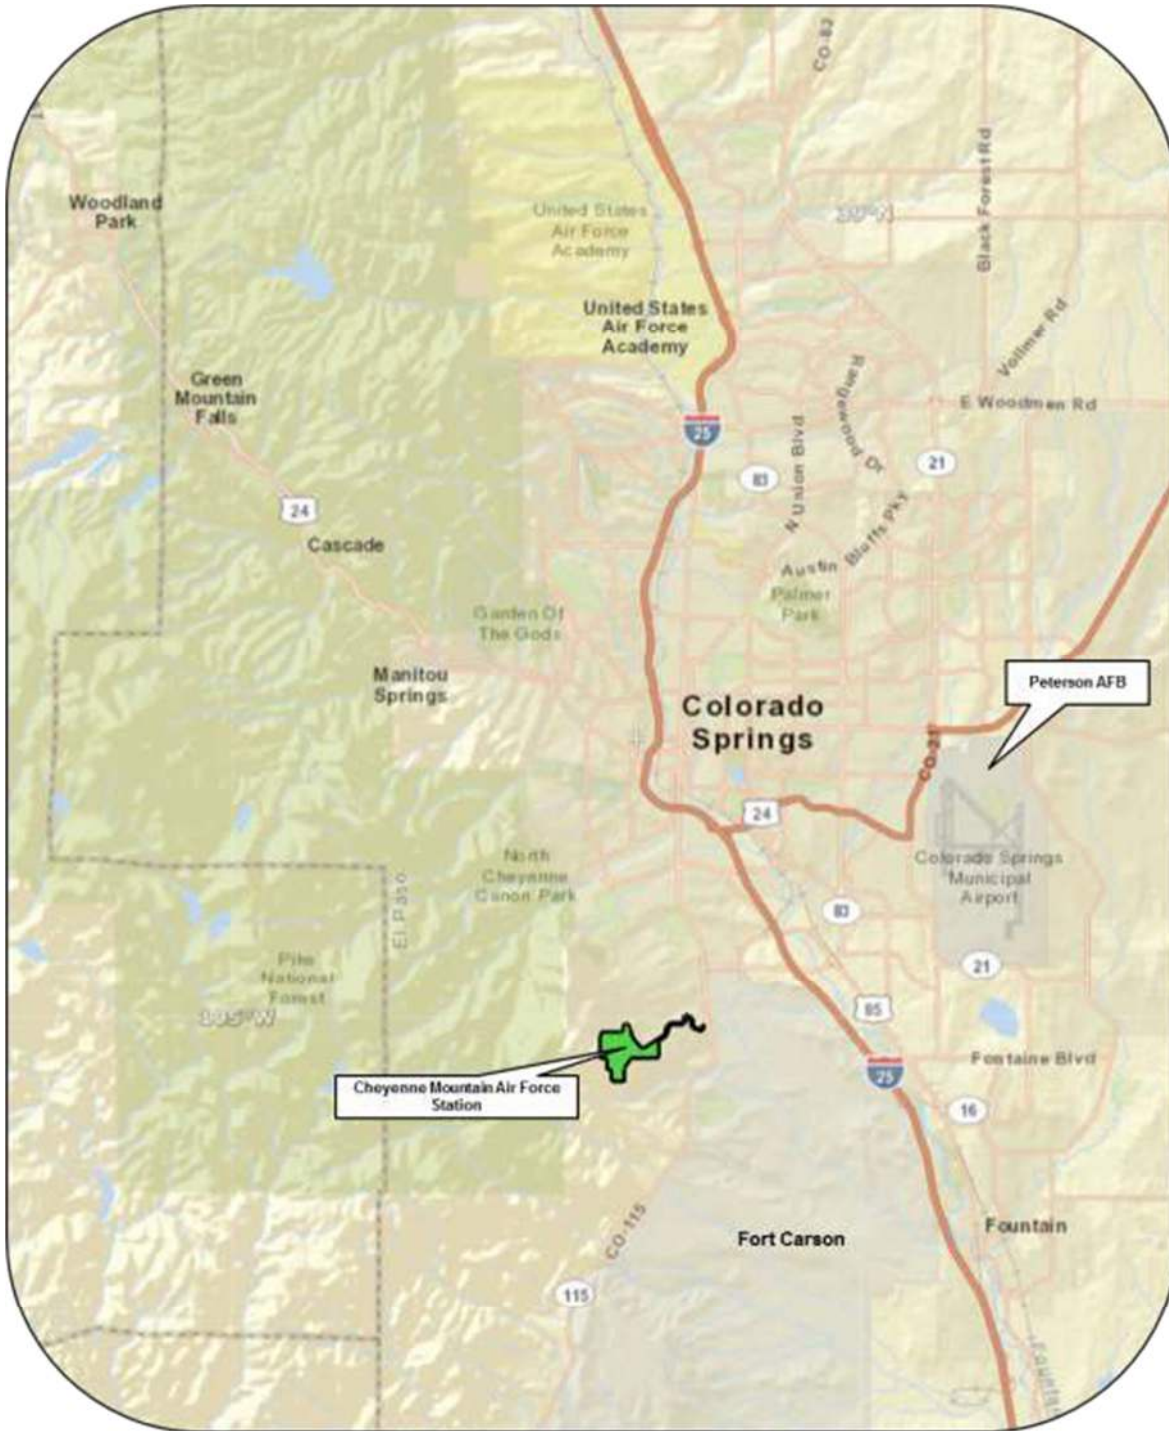 CO-83
Black Forest Rd
Woodland
Park
United States
Air Force
Academy
39°N
United States
Air Force
Academy
Vollmer Rd
Green
Mountain
Falls
Rangewood Dr
E Woodmen Rd
25
N Union Blvd
83
21
24
Cascade
Austin Bluffs Pky
Palmer
Park
Garden Of
The Gods
Manitou
Springs
Peterson AFB
Colorado
Springs
CO-21
24
North
Cheyenne
Canon Park
Colorado Springs
Municipal
Airport
El Paso
83
Pike
National
Forest
21
105°W
85
Fontaine Blvd
25
Cheyenne Mountain Air Force
Station
16
CO-115
Fort Carson
Fountain
115